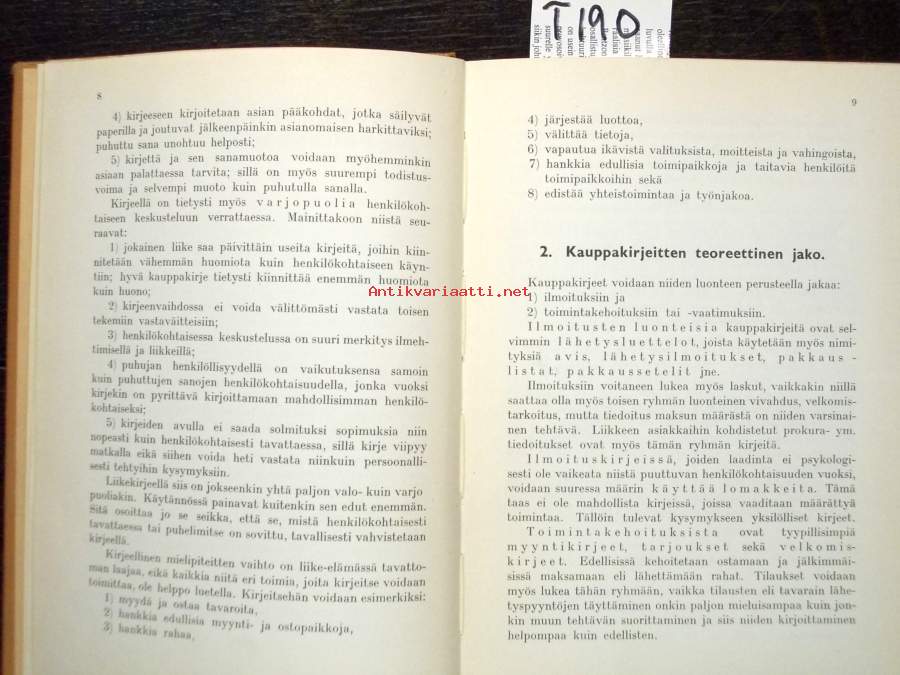 T190
8
4) kirjeeseen kirjoitetaan asian pääkohdat, jotka säilyvät
paperilla ja joutuvat jälkeenpäinkin asianomaisen harkittaviksi;
puhuttu sana unohtuu helposti;
5) kirjettä ja sen sanamuotoa voidaan myöhemminkin
asiaan palattaessa tarvita; sillä on myös suurempi todistus-
voima ja selvempi muoto kuin puhutulla sanalla.
Kirjeellä on tietysti myös varjopuolia henkilökoh-
taiseen keskusteluun verrattaessa. Mainittakoon niistä seu-
raavat:
1) jokainen liike saa päivittäin useita kirjeitä, joihin kiin-
nitetään vähemmän huomiota kuin henkilökohtaiseen käyn-
tiin; hyvä kauppakirje tietysti kiinnittää enemmän huomiota
kuin huono;
2) kirjeenvaihdossa ei voida välittömästi vastata toisen
tekemiin vastaväitteisiin;
3) henkilökohtaisessa keskustelussa on suuri merkitys ilmeh-
timisellä ja liikkeillä;
4) puhujan henkilöllisyydellä on vaikutuksensa samoin
kuin puhuttujen sanojen henkilökohtaisuudella, jonka vuoksi
kirjekin on pyrittävä kirjoittamaan mahdollisimman henkilö-
kohtaiseksi;
5) kirjeiden avulla ei saada solmituksi sopimuksia niin
nopeasti kuin henkilökohtaisesti tavattaessa, sillä kirje viipyy
matkalla eikä siihen voida heti vastata niinkuin persoonalli-
sesti tehtyihin kysymyksiin.
Liikekirjeellä siis on jokseenkin yhtä paljon valo- kuin varjo
puoliakin. Käytännössä painavat kuitenkin sen edut enemmän.
Sitä osoittaa jo se seikka, että se, mistä henkilökohtaisesti
tavattaessa tai puhelimitse on sovittu, tavallisesti vahvistetaan
kirjeellä.
Kirjeellinen mielipiteitten vaihto on liike-elämässä tavatto-
man laajaa, eikä kaikkia niitä eri toimia, joita kirjeitse voidaan
toimittaa, ole helppo luetella. Kirjeitsehän voidaan esimerkiksi:
1) myydä ja ostaa tavaroita,
2) hankkia edullisia myynti- ja ostopaikkoja,
3) hankkia rahaa,
Antikvariaatti.net
9
4) järjestää luottoa,
5) välittää tietoja,
6) vapautua ikävistä valituksista, moitteista ja vahingoista,
7) hankkia edullisia toimipaikkoja ja taitavia henkilöitä
toimipaikkoihin sekä
8) edistää yhteistoimintaa ja työnjakoa.
2. Kauppakirjeitten teoreettinen jako.
Kauppakirjeet voidaan niiden luonteen perusteella jakaa:
1) ilmoituksiin ja
2) toimintakehoituksiin tai -vaatimuksiin.
Ilmoitusten luonteisia kauppakirjeitä ovat sel-
vimmin lähetysluettelot, joista käytetään myös nimi-
tyksiä avis, lähetysilmoitukset, pakkaus-
listat, pakkaussetelit jne.
Ilmoituksiin voitaneen lukea myös laskut, vaikkakin niillä
saattaa olla myös toisen ryhmän luonteinen vivahdus, velkomis-
tarkoitus, mutta tiedoitus maksun määrästä on niiden varsinai-
nen tehtävä. Liikkeen asiakkaihin kohdistetut prokura- ym.
tiedoitukset ovat myös tämän ryhmän kirjeitä.
Ilmoituskirjeissä, joiden laadinta ei psykologi-
sesti ole vaikeata niistä puuttuvan henkilökohtaisuuden vuoksi,
voidaan suuressa määrin käyttää lomakkeita. Tämä
taas ei ole mahdollista kirjeissä, joissa vaaditaan määrättyä
toimintaa. Tällöin tulevat kysymykseen yksilölliset kirjeet.
Toimintakehoituksista ovat tyypillisimpiä
myyntikirjeet, tarjoukset sekä velkomis-
kirjeet. Edellisissä kehoitetaan ostamaan ja jälkimmäi-
sissä maksamaan eli lähettämään rahat. Tilaukset voidaan
myös lukea tähän ryhmään, vaikka tilausten eli tavarain lähe-
tyspyyntöjen täyttäminen onkin paljon mieluisampaa kuin jon-
kin muun tehtävän suorittaminen ja siis niiden kirjoittaminen
helpompaa kuin edellisten.